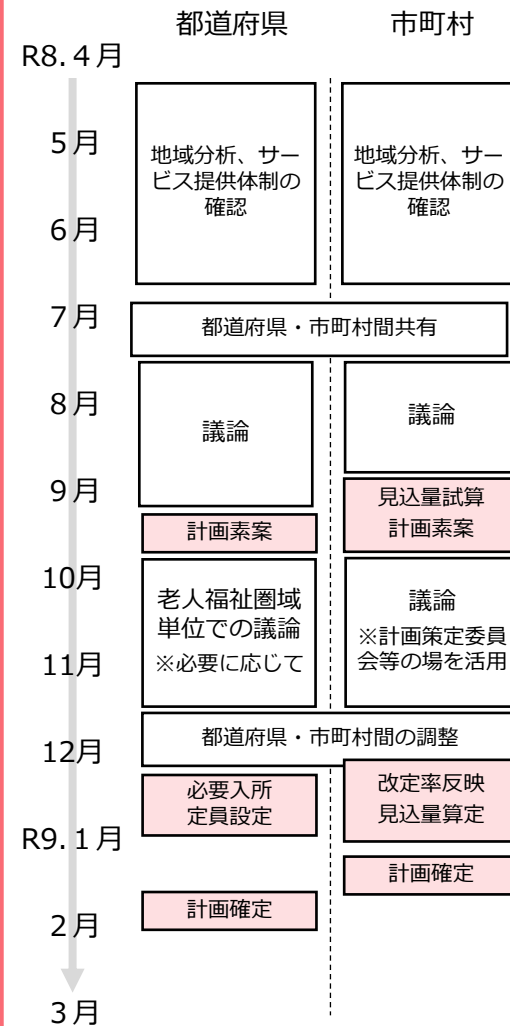 都道府県
市町村
R8.４月
5月
6月
7月
8月
9月
10月
11月
12月
R9.１月
2月
3月
地域分析、サー
ビス提供体制の
確認
地域分析、サー
ビス提供体制の
確認
都道府県・市町村間共有
議論
議論
計画素案
見込量試算
計画素案
老人福祉圏域
単位での議論
※必要に応じて
議論
※計画策定委員
会等の場を活用
都道府県・市町村間の調整
必要入所
定員設定
改定率反映
見込量算定
計画確定
計画確定